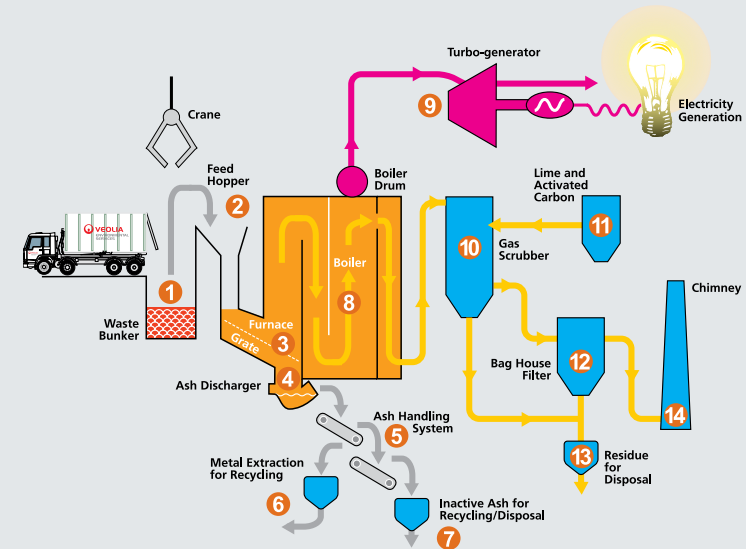 Turbo-generator
9
Electricity
Generation
Crane
Feed
Hopper
2
Boiler
Drum
Lime and
Activated
Carbon
11
VEOLIA
ENVIRONMENTAL
SERVICES
10
Gas
Scrubber
1
Boiler
8
Chimney
Waste
Bunker
Furnace
Grate
3
Bag House
Filter
12
Ash Discharger
4
14
Ash Handling
System
5
13
Residue
for
Disposal
Metal Extraction
for Recycling
6
Inactive Ash for
Recycling/Disposal
7